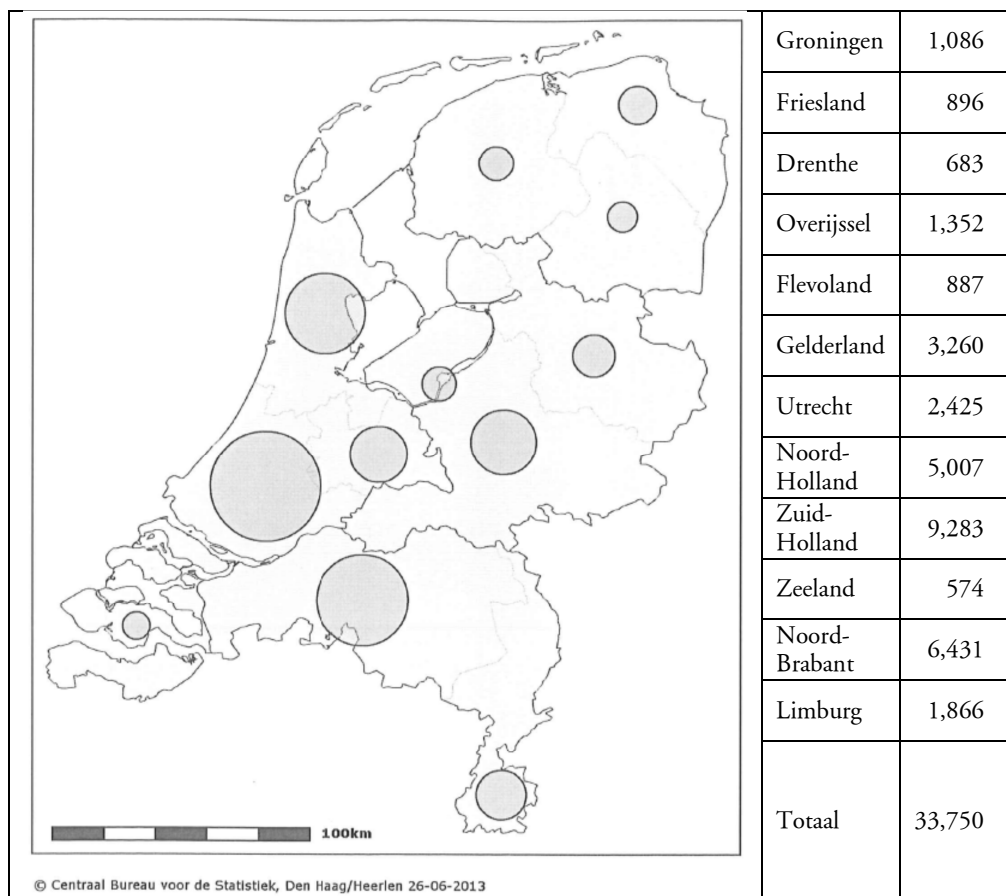 Groningen 1,086
Friesland 896
Drenthe 683
Overijssel 1,352
Flevoland 887
Gelderland 3,260
Utrecht 2,425
Noord-
Holland 5,007
Zuid-
Holland 9,283
Zeeland 574
Noord-
Brabant 6,431
Limburg 1,866
Totaal 33,750
100km
© Centraal Bureau voor de Statistiek, Den Haag/Heerlen 26-06-2013